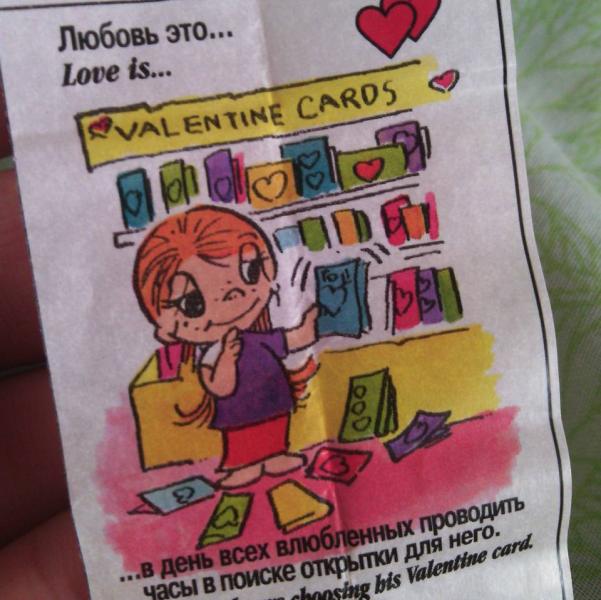 Любовь это...
Love is...
VALENTINE CARDS
...в день всех влюбленных проводить
часы в поиске открытки для него.
choosing his Valentine card.